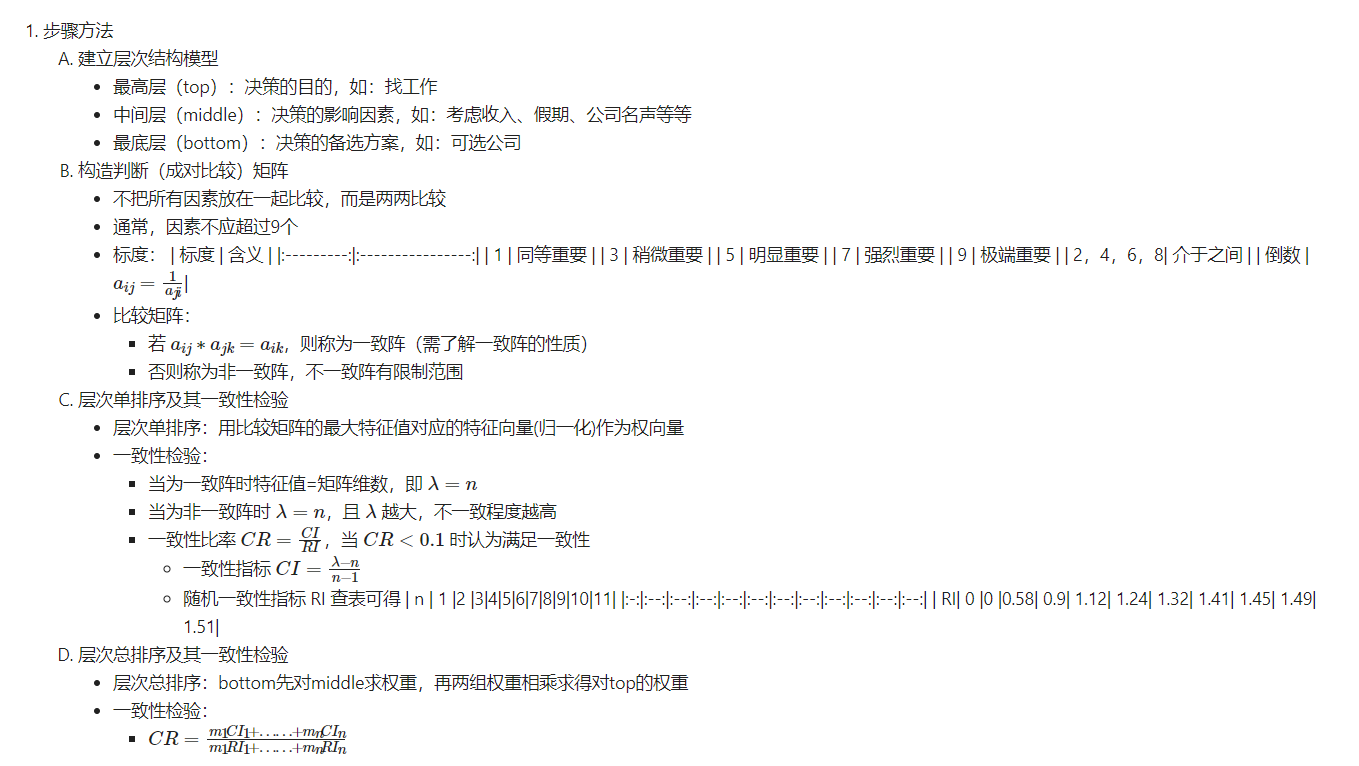 1. 步骤方法
A. 建立层次结构模型
• 最高层（top）：决策的目的，如：找工作
• 中间层（middle）：决策的影响因素，如：考虑收入、假期、公司名声等等
• 最底层（bottom）：决策的备选方案，如：可选公司
B. 构造判断（成对比较）矩阵
• 不把所有因素放在一起比较，而是两两比较
• 通常，因素不应超过9个
• 标度： | 标度 | 含义 | |:---------:|:----------------:| | 1 | 同等重要 | | 3 | 稍微重要 | | 5 | 明显重要 | | 7 | 强烈重要 | | 9 | 极端重要 | | 2，4，6，8| 介于之间 | | 倒数 |
$a_{ij} = \frac{1}{a_{ji}}$|
• 比较矩阵：
▪ 若 $a_{ij} * a_{jk} = a_{ik}$，则称为一致阵（需了解一致阵的性质）
▪ 否则称为非一致阵，不一致阵有限制范围
C. 层次单排序及其一致性检验
• 层次单排序：用比较矩阵的最大特征值对应的特征向量(归一化)作为权向量
• 一致性检验：
▪ 当为一致阵时特征值=矩阵维数，即 $\lambda = n$
▪ 当为非一致阵时 $\lambda = n$，且 $\lambda$ 越大，不一致程度越高
▪ 一致性比率 $CR = \frac{CI}{RI}$，当 $CR < 0.1$ 时认为满足一致性
◦ 一致性指标 $CI = \frac{\lambda - n}{n - 1}$
◦ 随机一致性指标 RI 查表可得 | n | 1 |2 |3|4|5|6|7|8|9|10|11| |:-:|:--:|:--:|:--:|:--:|:--:|:--:|:--:|:--:|:--:|:--:|:--:| | RI| 0 |0 |0.58| 0.9| 1.12| 1.24| 1.32| 1.41| 1.45| 1.49|
1.51|
D. 层次总排序及其一致性检验
• 层次总排序：bottom先对middle求权重，再两组权重相乘求得对top的权重
• 一致性检验：
▪ $CR = \frac{m_1CI_1+......+m_nCI_n}{m_1RI_1+......+m_nRI_n}$